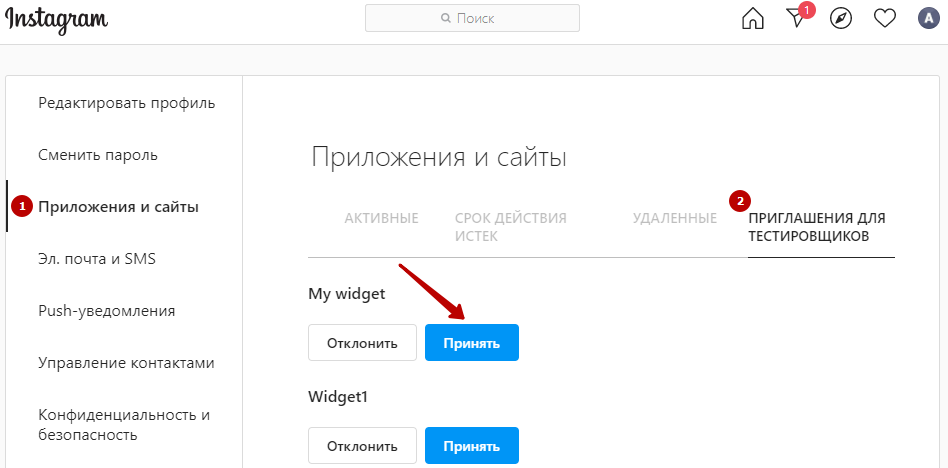 Instagram
Поиск
1
A
Редактировать профиль
Сменить пароль
1
Приложения и сайты
Эл. почта и SMS
Push-уведомления
Управление контактами
Конфиденциальность и
безопасность
Приложения и сайты
АКТИВНЫЕ
СРОК ДЕЙСТВИЯ
ИСТЕК
УДАЛЕННЫЕ
2
ПРИГЛАШЕНИЯ ДЛЯ
ТЕСТИРОВЩИКОВ
My widget
Отклонить
Принять
Widget1
Отклонить
Принять